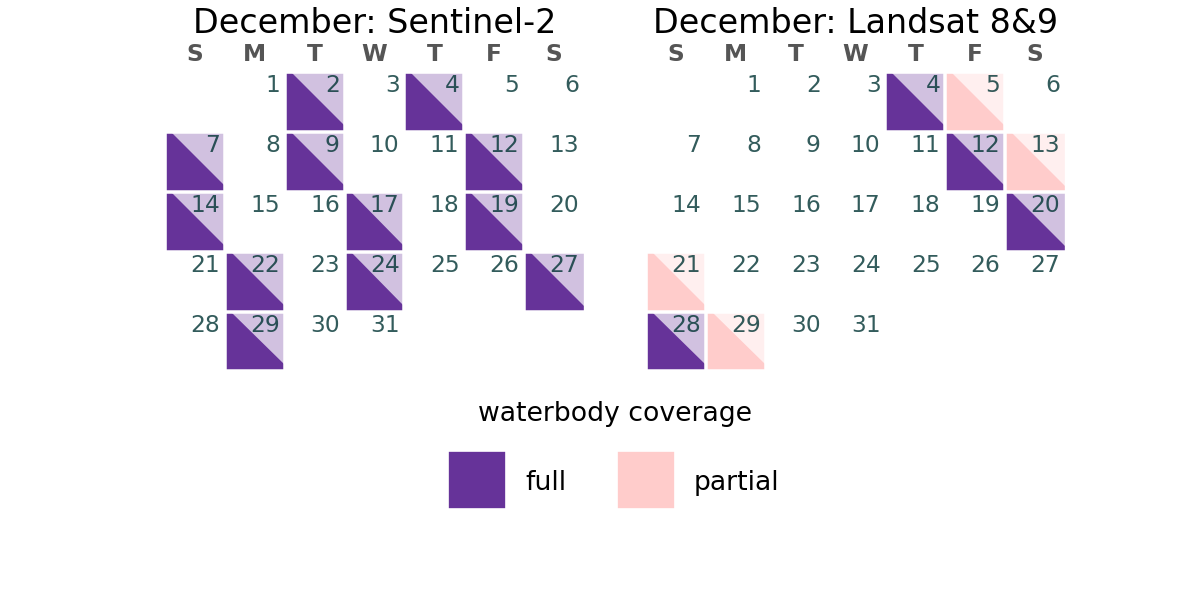 December: Sentinel-2
S M T W T F S
1 2 3 4 5 6
7 8 9 10 11 12 13
14 15 16 17 18 19 20
21 22 23 24 25 26 27
28 29 30 31
December: Landsat 8&9
S M T W T F S
1 2 3 4 5 6
7 8 9 10 11 12 13
14 15 16 17 18 19 20
21 22 23 24 25 26 27
28 29 30 31
waterbody coverage
full partial